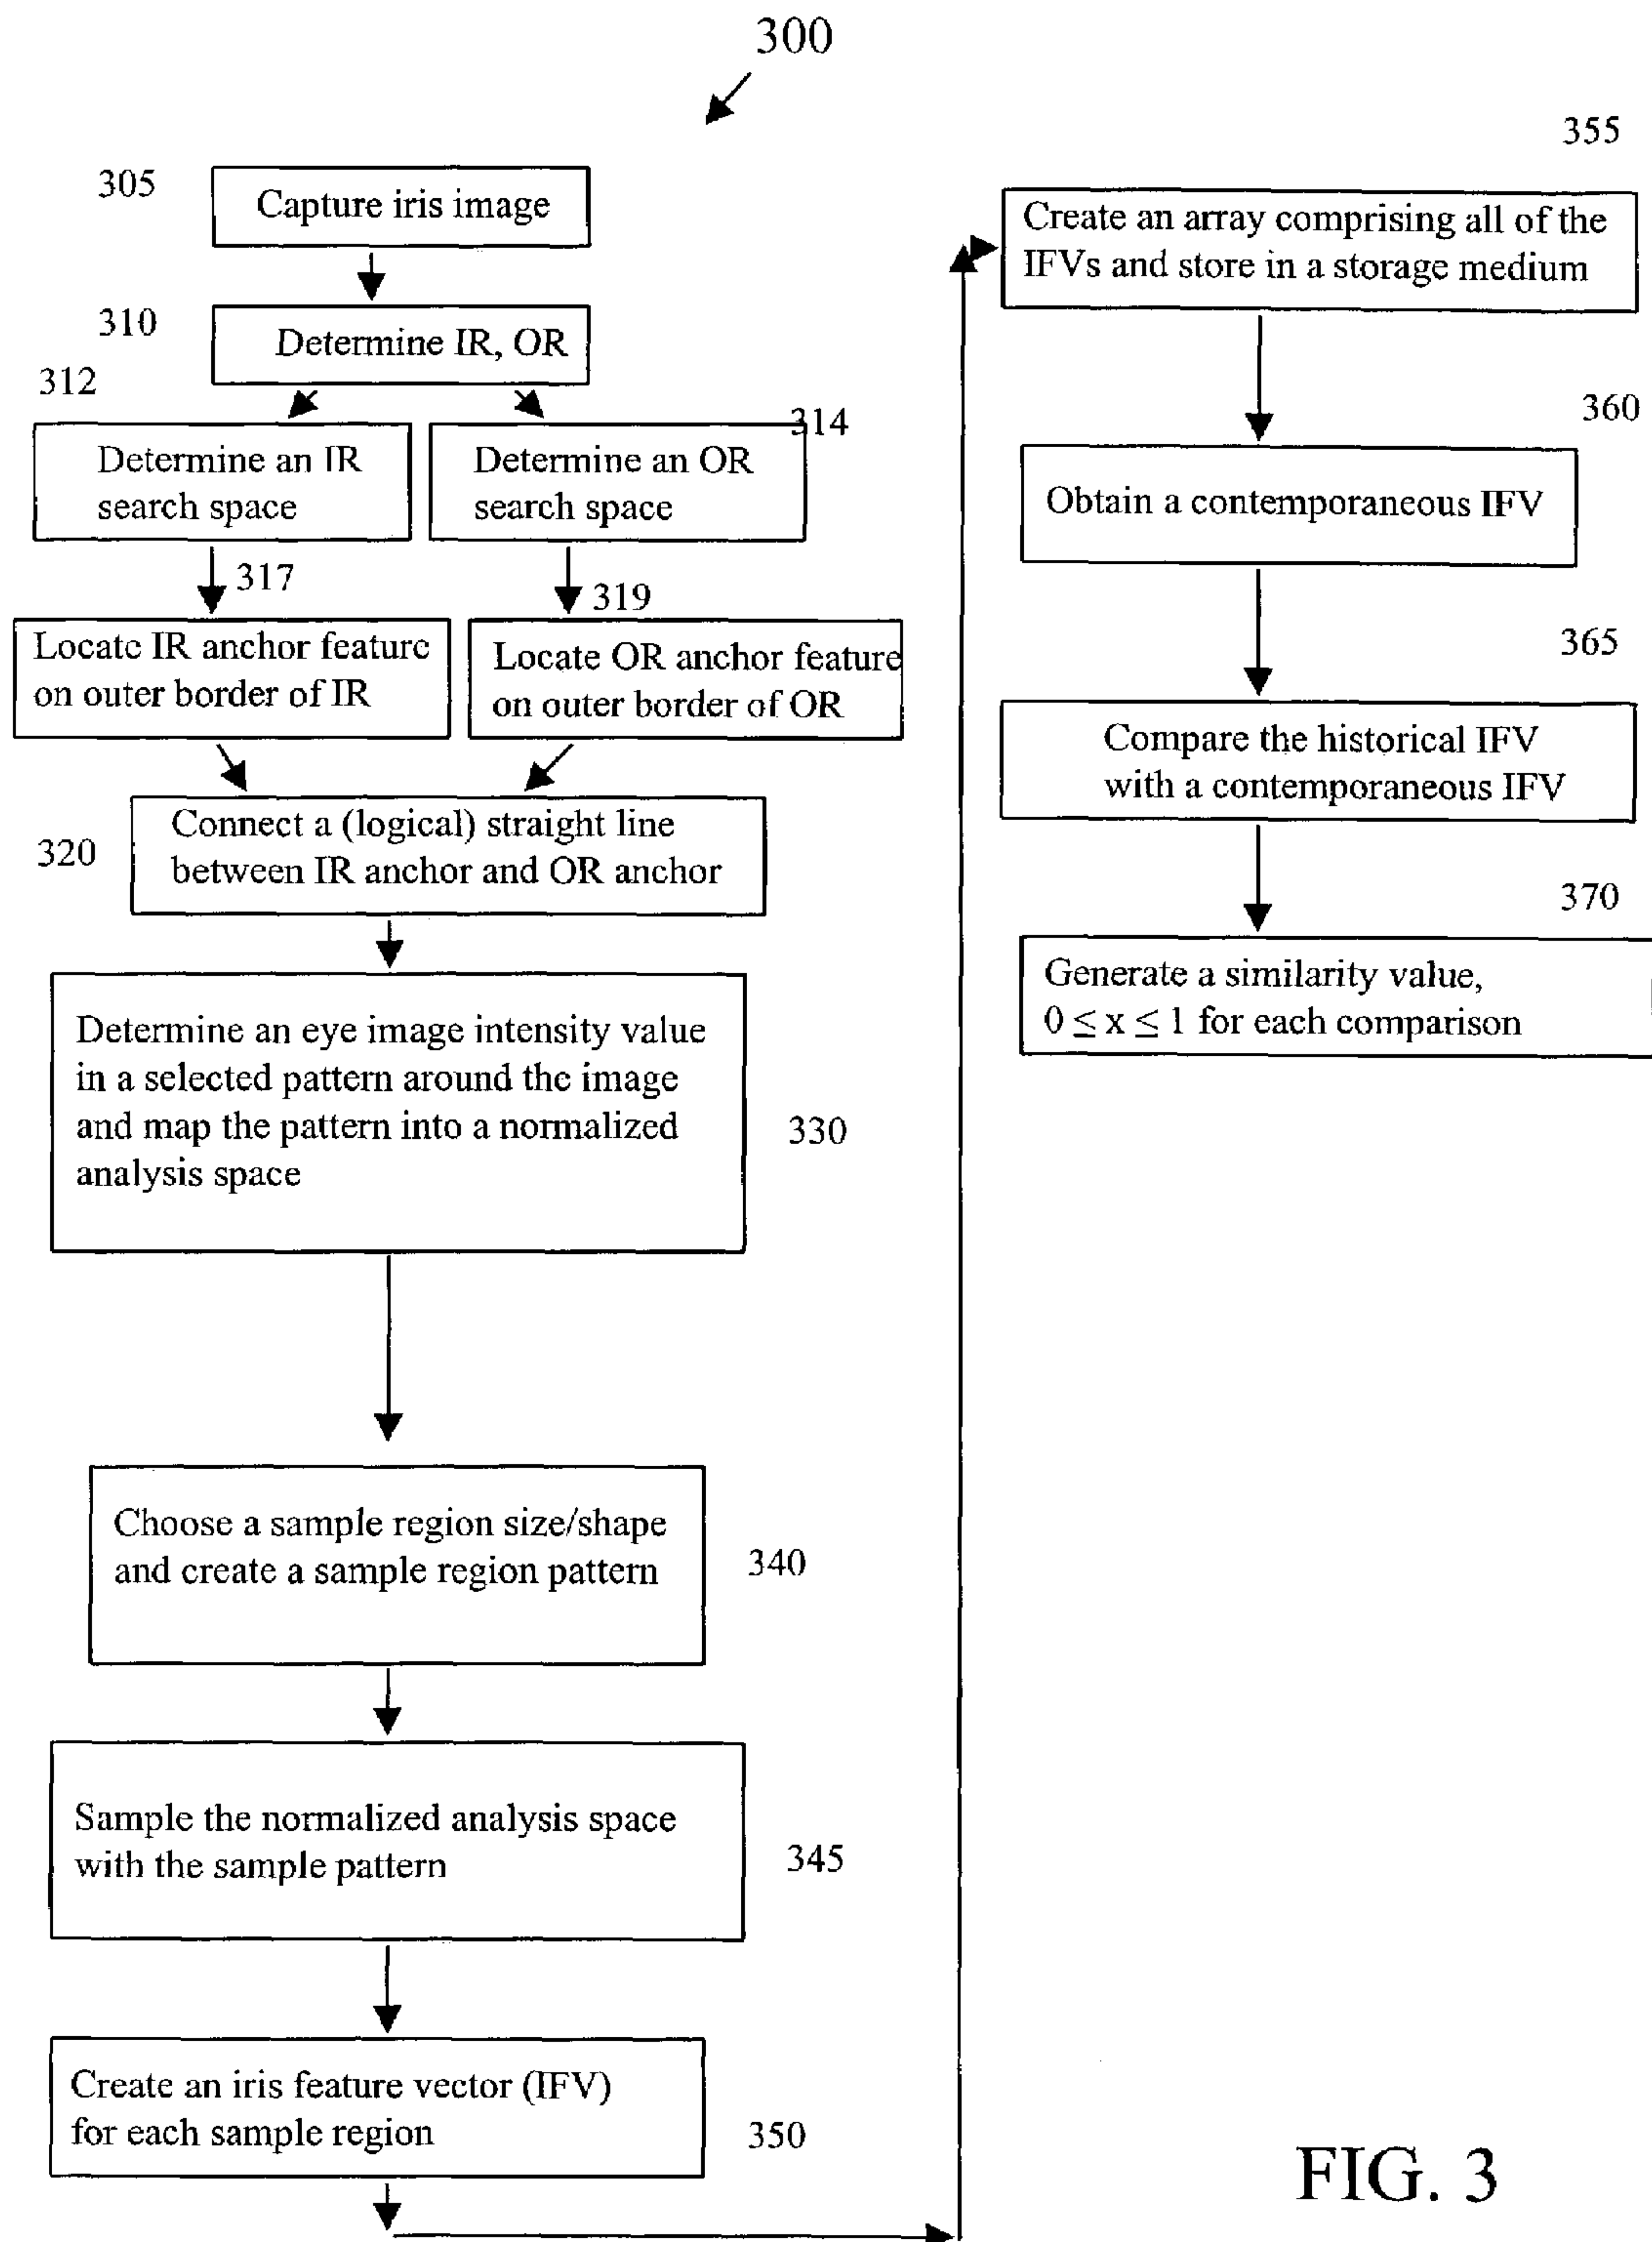 300
305
Capture iris image
310
Determine IR, OR
312
314
Determine an IR
search space
Determine an OR
search space
317
319
Locate IR anchor feature
on outer border of IR
Locate OR anchor feature
on outer border of OR
320
Connect a (logical) straight line
between IR anchor and OR anchor
Determine an eye image intensity value
in a selected pattern around the image
and map the pattern into a normalized
analysis space
330
Choose a sample region size/shape
and create a sample region pattern
340
Sample the normalized analysis space
with the sample pattern
345
Create an iris feature vector (IFV)
for each sample region
350
355
Create an array comprising all of the
IFVs and store in a storage medium
360
Obtain a contemporaneous IFV
365
Compare the historical IFV
with a contemporaneous IFV
370
Generate a similarity value,
0 ≤ x ≤ 1 for each comparison
FIG. 3